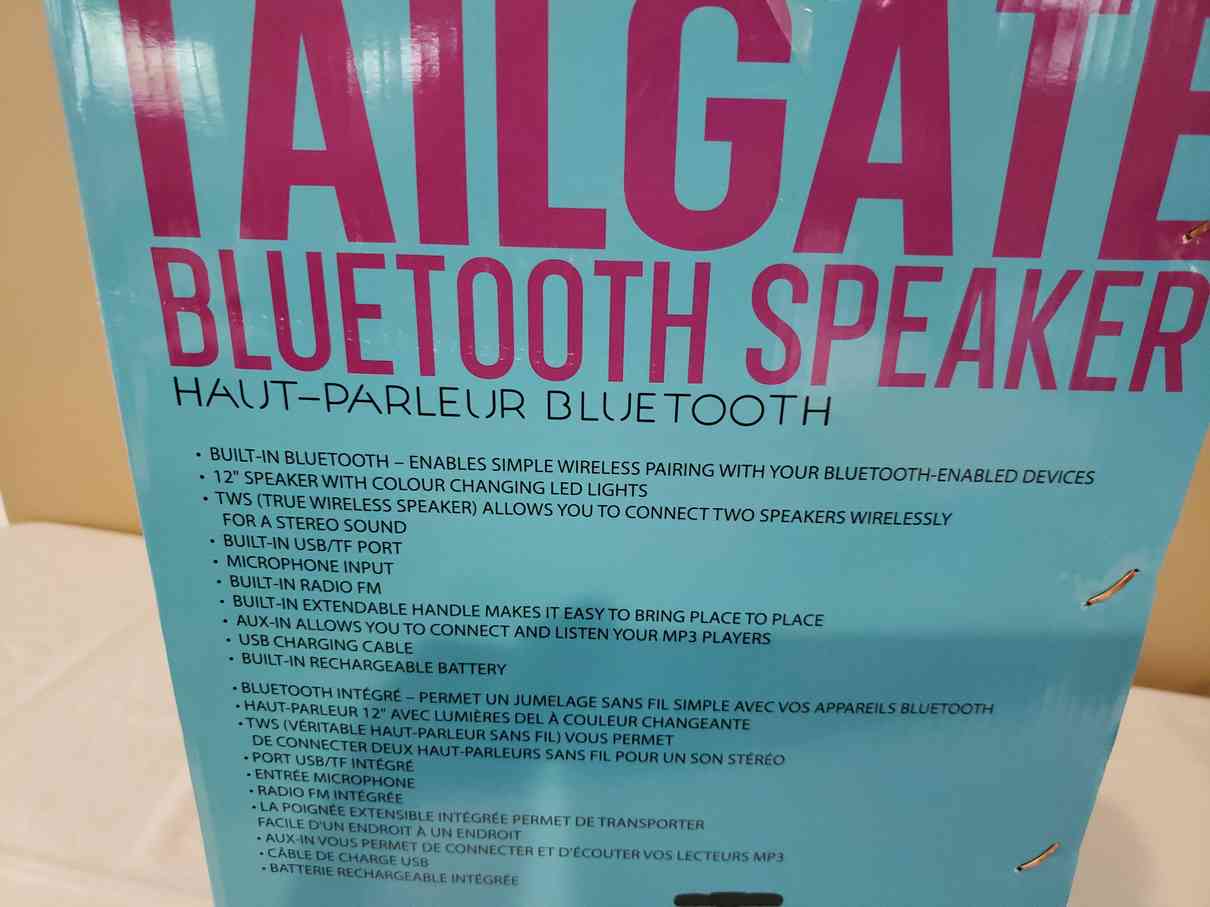 TAILGATE
BLUETOOTH SPEAKER
HAUT-PARLEUR BLUETOOTH
• BUILT-IN BLUETOOTH – ENABLES SIMPLE WIRELESS PAIRING WITH YOUR BLUETOOTH-ENABLED DEVICES
• 12" SPEAKER WITH COLOUR CHANGING LED LIGHTS
• TWS (TRUE WIRELESS SPEAKER) ALLOWS YOU TO CONNECT TWO SPEAKERS WIRELESSLY
FOR A STEREO SOUND
• BUILT-IN USB/TF PORT
• MICROPHONE INPUT
• BUILT-IN RADIO FM
• BUILT-IN EXTENDABLE HANDLE MAKES IT EASY TO BRING PLACE TO PLACE
• AUX-IN ALLOWS YOU TO CONNECT AND LISTEN YOUR MP3 PLAYERS
• USB CHARGING CABLE
• BUILT-IN RECHARGEABLE BATTERY
• BLUETOOTH INTÉGRÉ – PERMET UN JUMELAGE SANS FIL SIMPLE AVEC VOS APPAREILS BLUETOOTH
• HAUT-PARLEUR 12" AVEC LUMIÈRES DEL À COULEUR CHANGEANTE
• TWS (VÉRITABLE HAUT-PARLEUR SANS FIL) VOUS PERMET
DE CONNECTER DEUX HAUT-PARLEURS SANS FIL POUR UN SON STÉRÉO
• PORT USB/TF INTÉGRÉ
• ENTRÉE MICROPHONE
• RADIO FM INTÉGRÉE
• LA POIGNÉE EXTENSIBLE INTÉGRÉE PERMET DE TRANSPORTER
FACILE D'UN ENDROIT À UN ENDROIT
• AUX-IN VOUS PERMET DE CONNECTER ET D'ÉCOUTER VOS LECTEURS MP3
• CÂBLE DE CHARGE USB
• BATTERIE RECHARGEABLE INTÉGRÉE